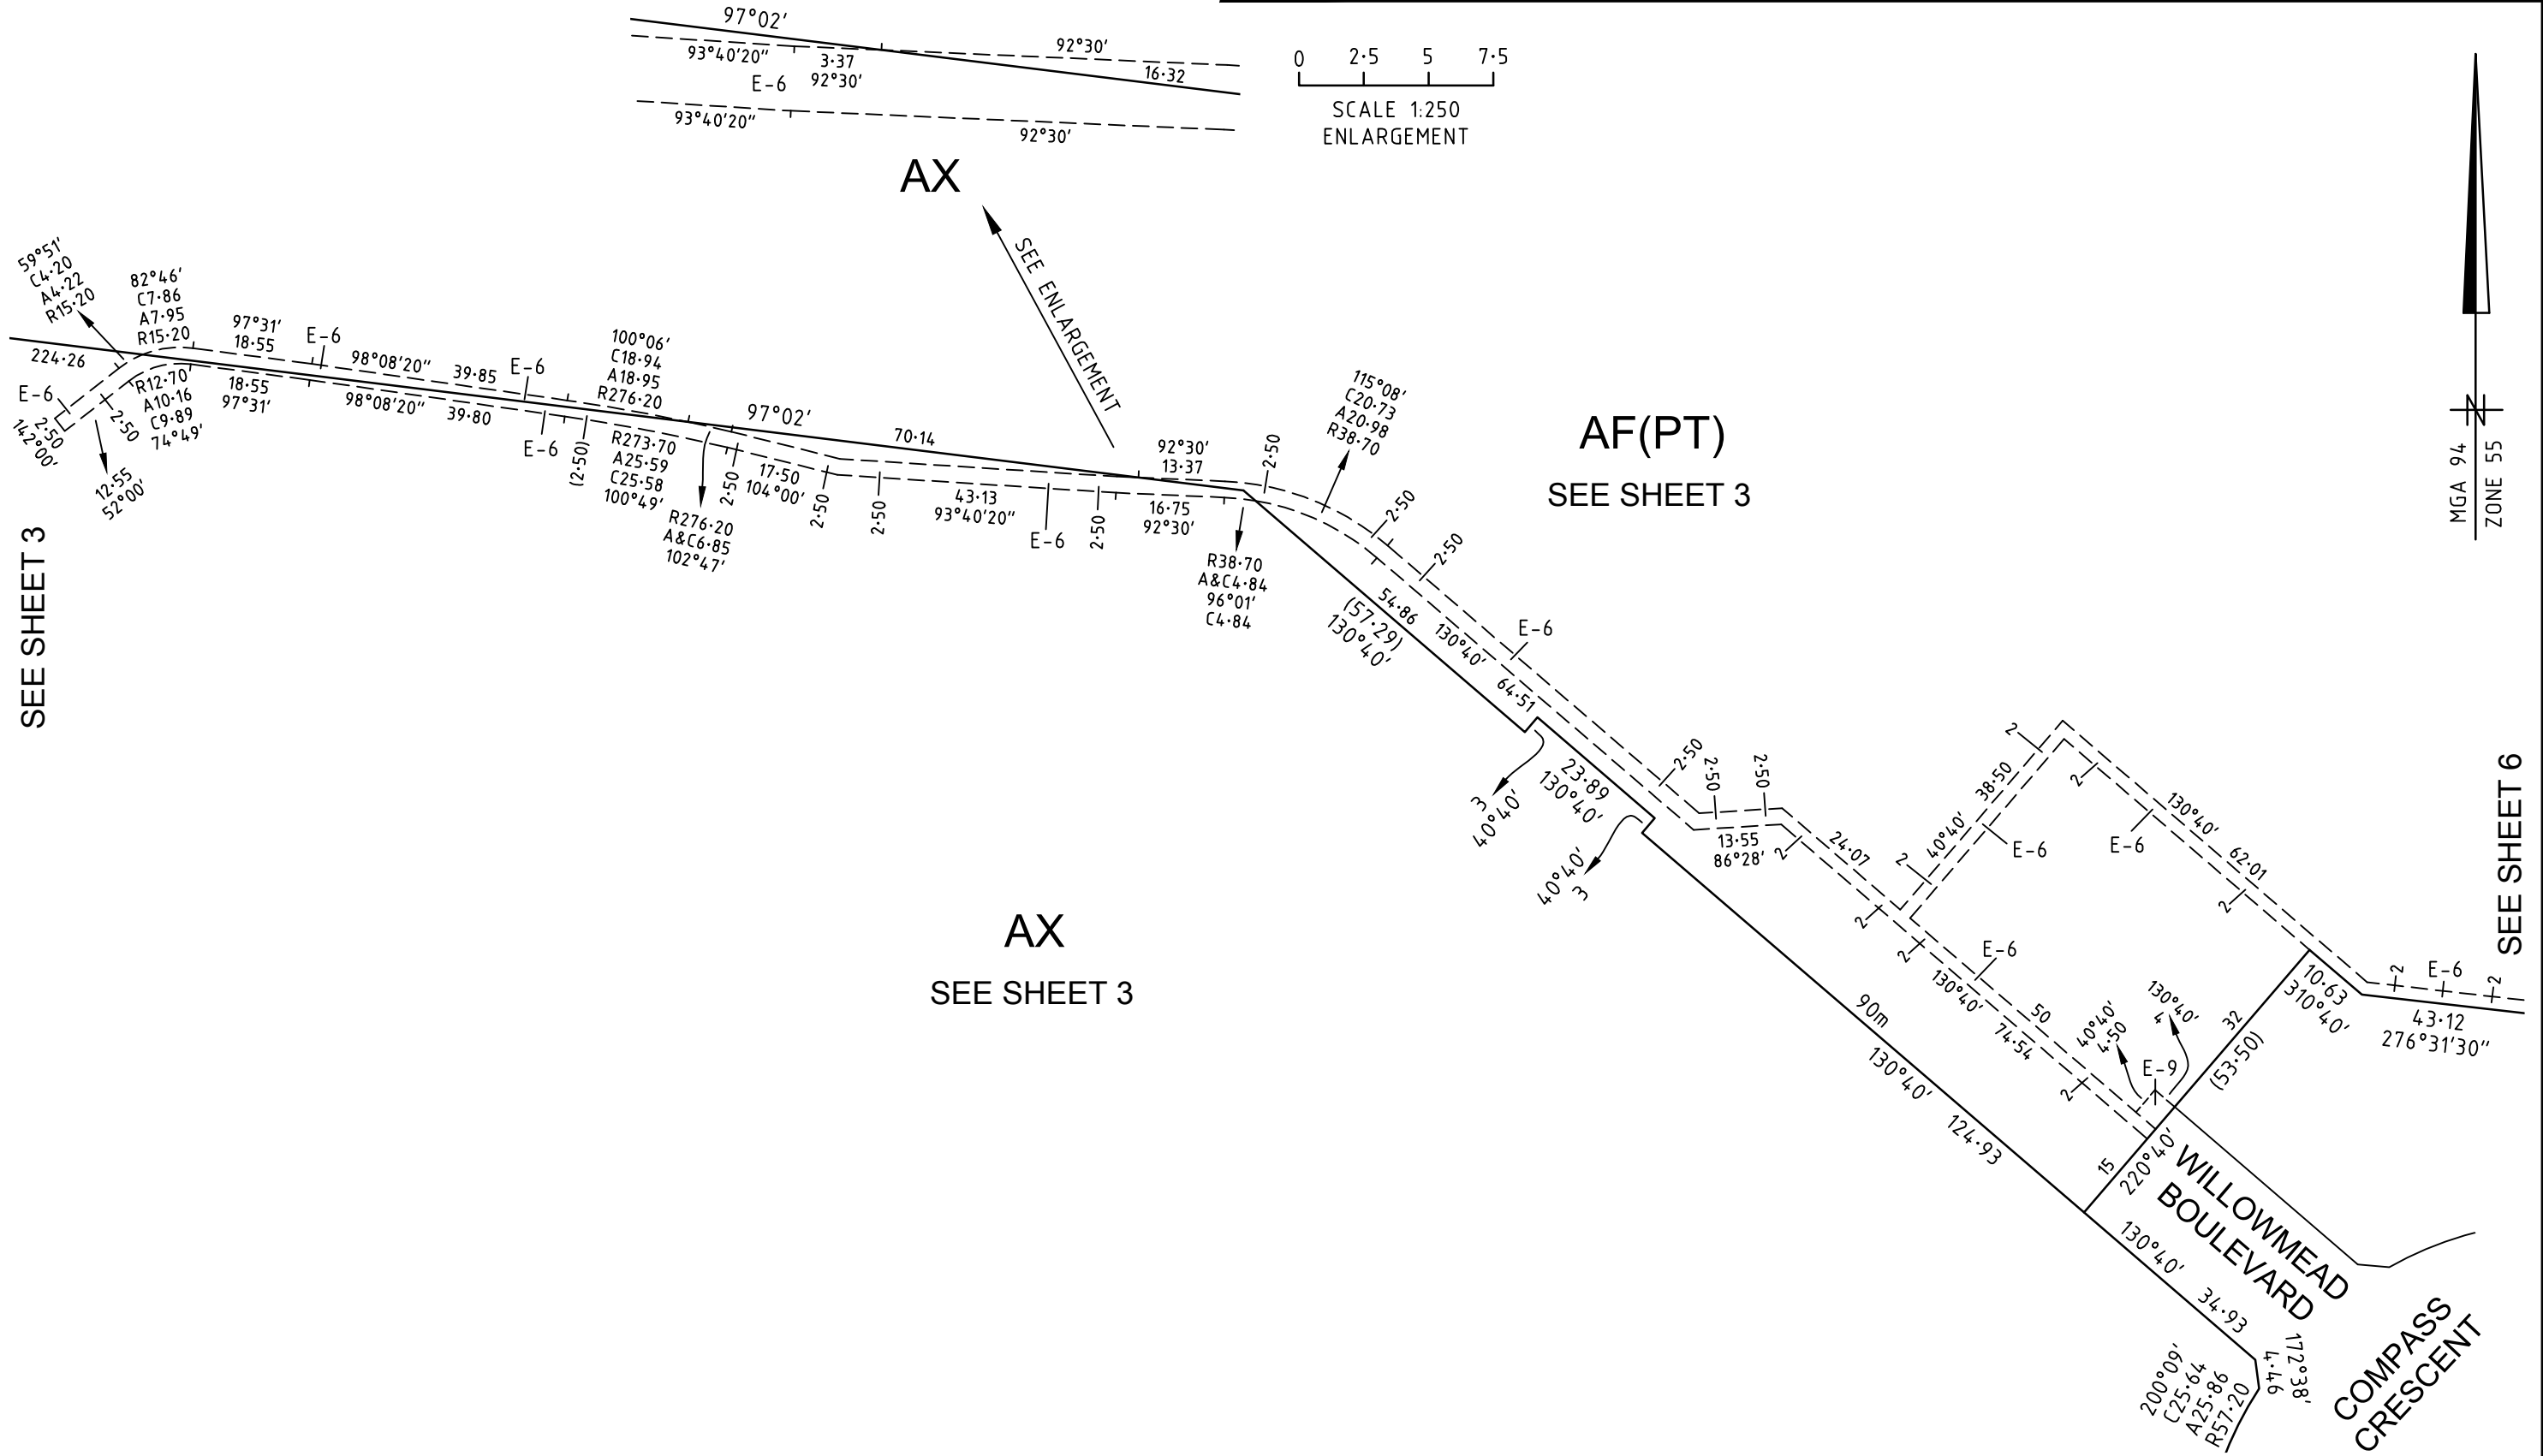 97°02'
93°40'20"
3·37
92°30'
E-6
92°30'
16·32
93°40'20"
92°30'
0 2·5 5 7·5
SCALE 1:250
ENLARGEMENT
AX
SEE ENLARGEMENT
59°51'
C4·20
A4·22
R15·20
82°46'
C7·86
A7·95
R15·20
97°31'
18·55
E-6
98°08'20"
39·85
E-6
100°06'
C18·94
A18·95
R276·20
97°02'
70·14
92°30'
13·37
2·50
115°08'
C20·73
A20·98
R38·70
224·26
E-6
2·50
142°00'
2·50
12·55
52°00'
R12·70
A10·16
C9·89
74°49'
18·55
97°31'
98°08'20"
39·80
E-6
(2·50)
R273·70
A25·59
C25·58
100°49'
R276·20
A&C6·85
102°47'
2·50
17·50
104°00'
2·50
2·50
43·13
93°40'20"
E-6
2·50
16·75
92°30'
R38·70
A&C4·84
96°01'
C4·84
2·50
2·50
AF(PT)
SEE SHEET 3
MGA 94
ZONE 55
N
SEE SHEET 3
SEE SHEET 6
54·86
(57·29)
130°40'
130°40'
64·51
E-6
3
40°40'
23·89
130°40'
40°40'
3
2·50
2·50
2·50
13·55
86°28'
2
24·07
2
2
40°40'
38·50
2
E-6
2
E-6
130°40'
62·01
2
2
E-6
130°40'
50
74·54
2
40°40'
4·50
130°40'
4
E-9
32
(53·50)
10·63
310°40'
2
E-6
2
43·12
276°31'30"
AX
SEE SHEET 3
90m
130°40'
124·93
15
220°40'
WILLOWMEAD
BOULEVARD
130°40'
34·93
172°38'
4·46
200°09'
C25·64
A25·86
R57·20
COMPASS
CRESCENT